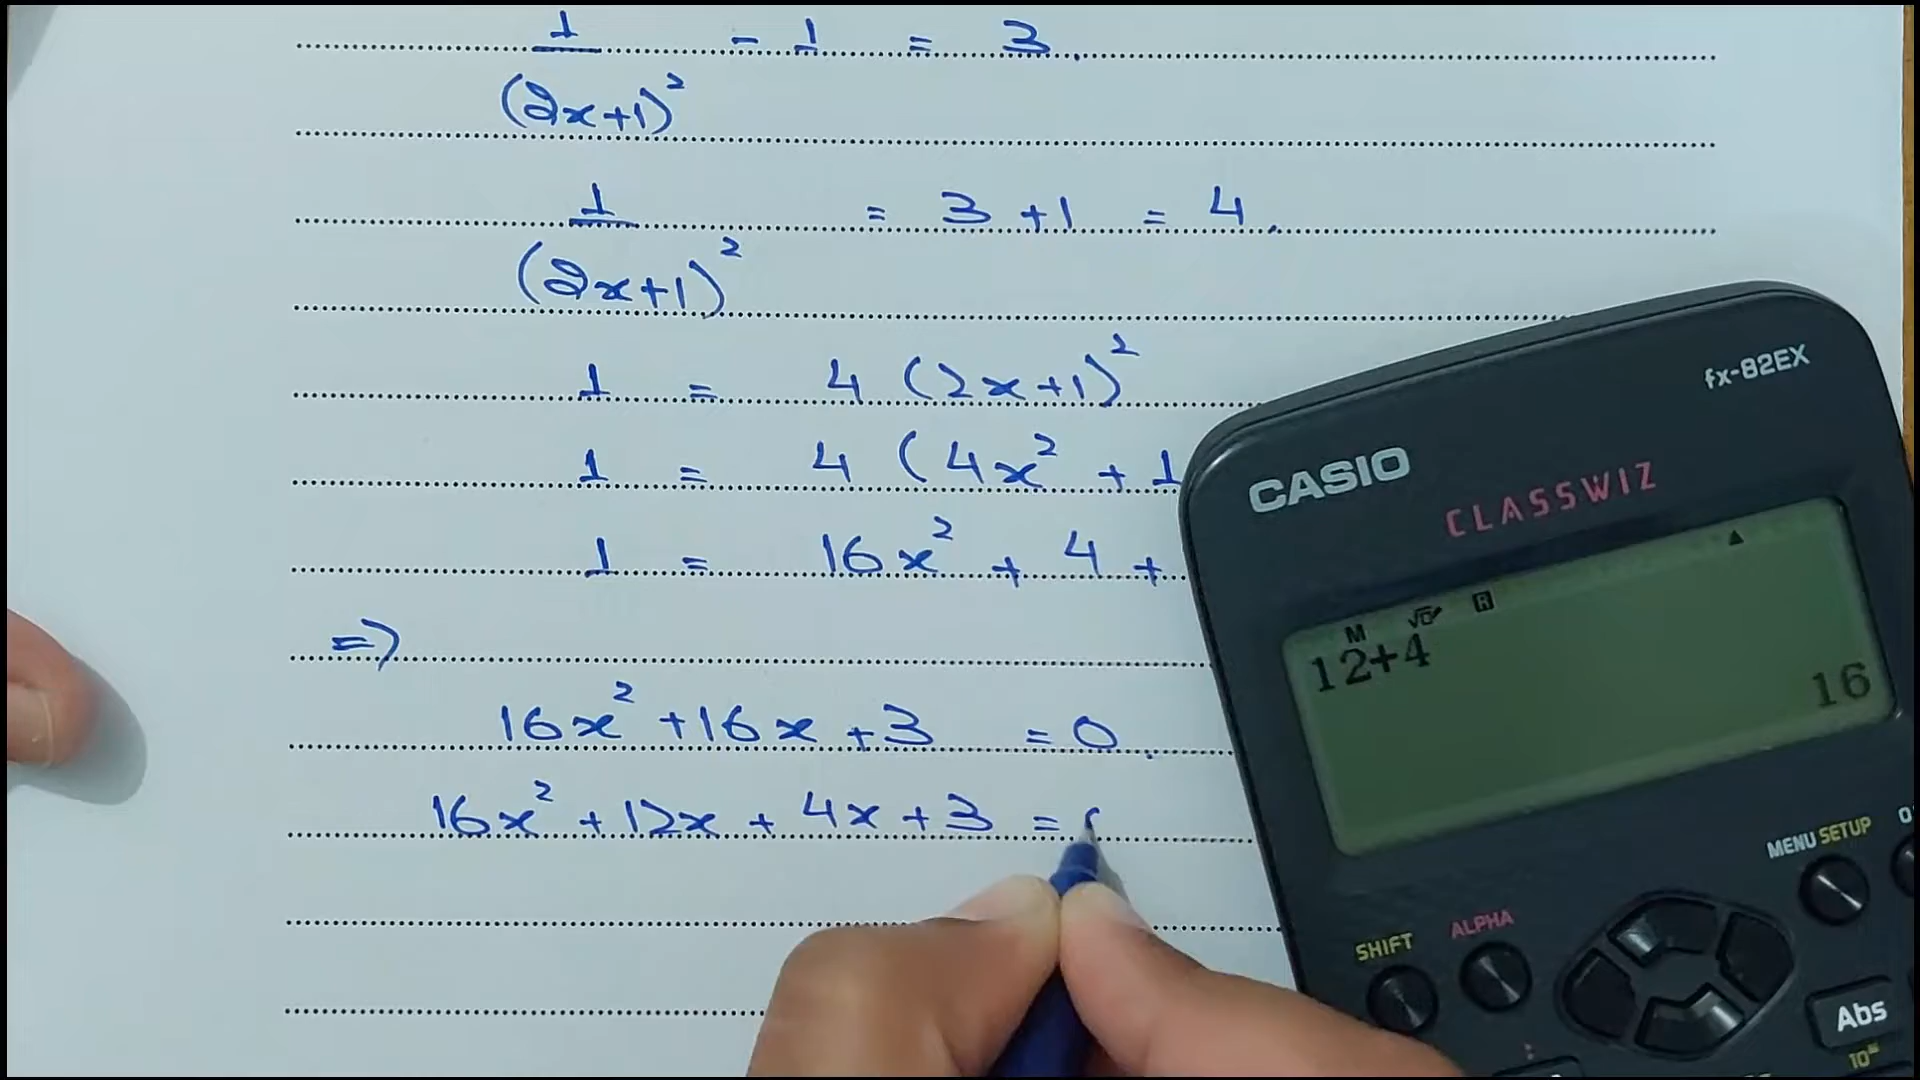 1/(2x+1)² - 1 = 3.
1/(2x+1)² = 3 + 1 = 4.
1 = 4 (2x+1)²
1 = 4 (4x² + 1
1 = 16x² + 4 +
=>
16x² + 16x + 3 = 0.
16x² + 12x + 4x + 3 =
fx-82EX
CASIO
CLASSWIZ
M √▯ R ▲
12+4
16
MENU SETUP
SHIFT
ALPHA
Abs